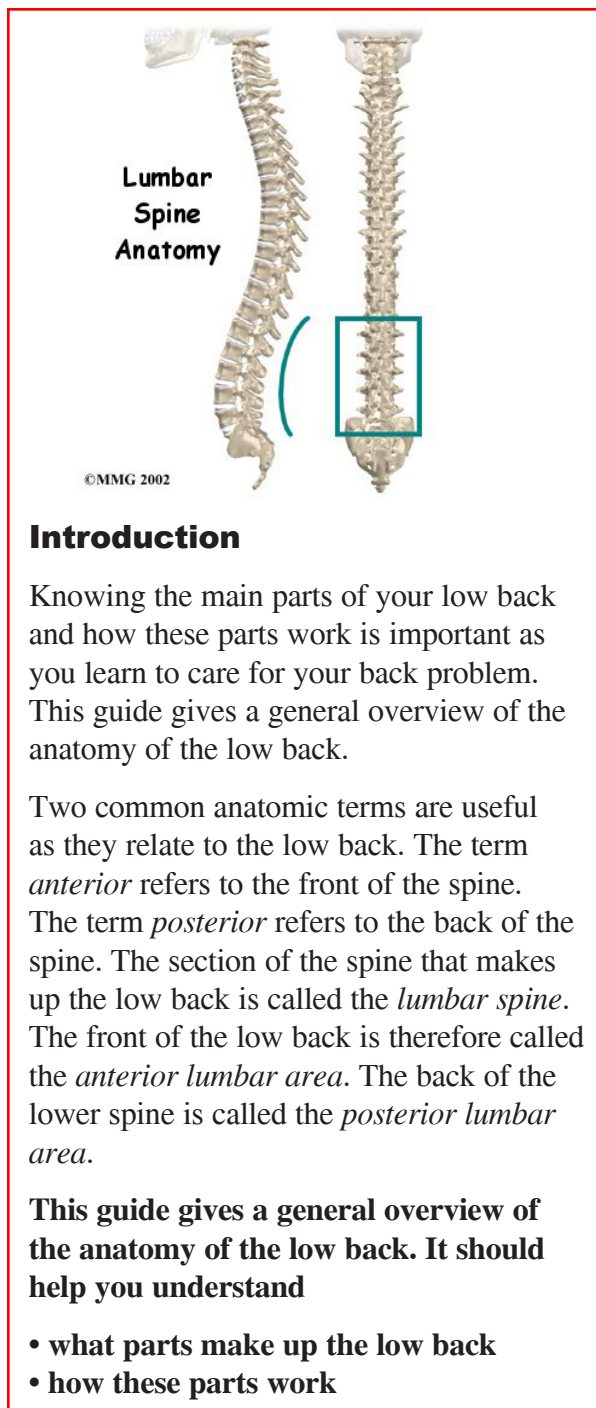 Lumbar
Spine
Anatomy
©MMG 2002
Introduction
Knowing the main parts of your low back
and how these parts work is important as
you learn to care for your back problem.
This guide gives a general overview of the
anatomy of the low back.
Two common anatomic terms are useful
as they relate to the low back. The term
anterior refers to the front of the spine.
The term posterior refers to the back of the
spine. The section of the spine that makes
up the low back is called the lumbar spine.
The front of the low back is therefore called
the anterior lumbar area. The back of the
lower spine is called the posterior lumbar
area.
This guide gives a general overview of
the anatomy of the low back. It should
help you understand
• what parts make up the low back
• how these parts work